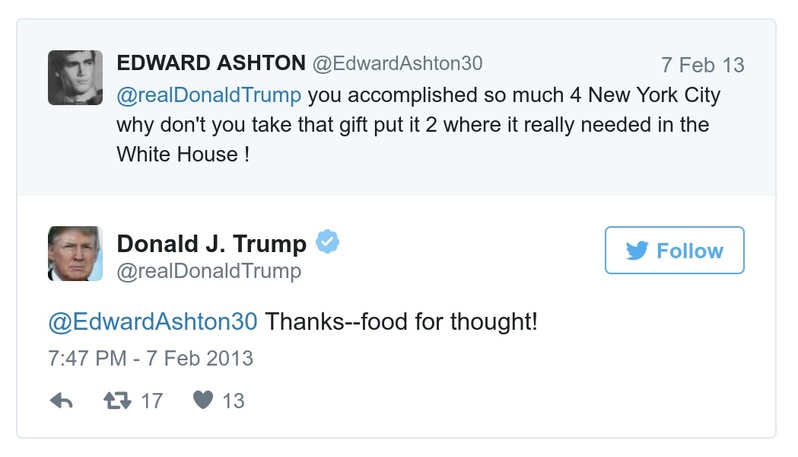 EDWARD ASHTON @EdwardAshton30 7 Feb 13
@realDonaldTrump you accomplished so much 4 New York City
why don't you take that gift put it 2 where it really needed in the
White House !
Donald J. Trump
@realDonaldTrump
Follow
@EdwardAshton30 Thanks--food for thought!
7:47 PM - 7 Feb 2013
17 13